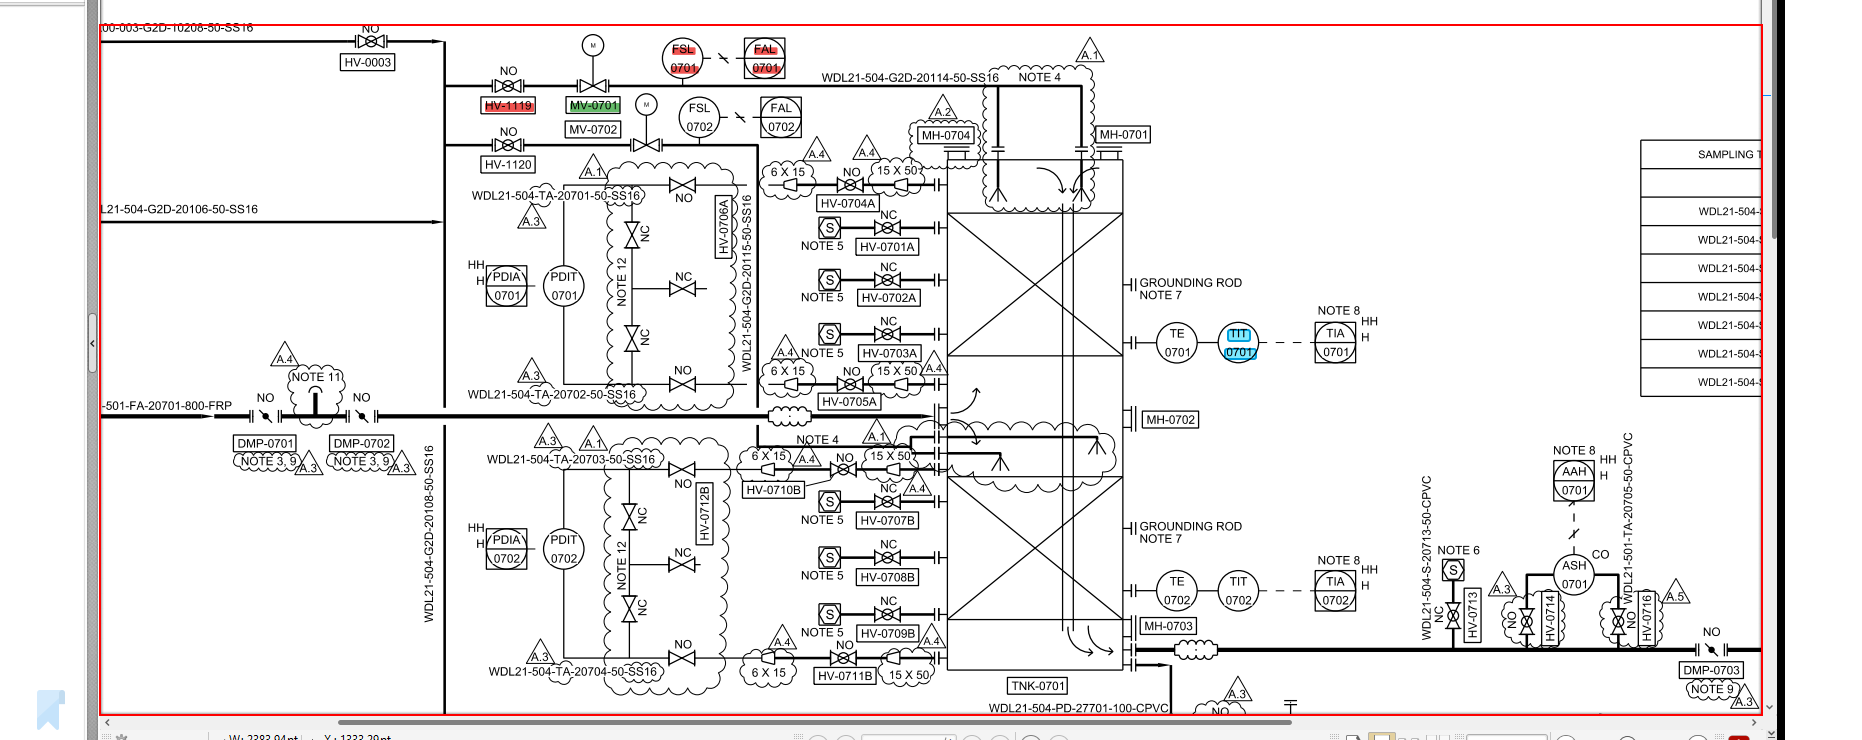 00-003-G2D-10208-50-SS16
NO
HV-0003
NO
HV-1119
M
MV-0701
FSL
0701
FAL
0701
WDL21-504-G2D-20114-50-SS16
NOTE 4
A.1
M
MV-0702
FSL
0702
FAL
0702
NO
HV-1120
A.2
MH-0704
MH-0701
SAMPLING T
A.1
WDL21-504-TA-20701-50-SS16
NO
A.3
A.4
6 X 15
NO
A.4
15 X 50
HV-0704A
L21-504-G2D-20106-50-SS16
NC
NOTE 12
HV-0706A
WDL21-504-G2D-20115-50-SS16
S
NOTE 5
NC
HV-0701A
WDL21-504-S
WDL21-504-S
WDL21-504-S
WDL21-504-S
WDL21-504-S
WDL21-504-S
WDL21-504-S
HH
H
PDIA
0701
PDIT
0701
NC
S
NOTE 5
NC
HV-0702A
GROUNDING ROD
NOTE 7
NC
S
NOTE 5
NC
HV-0703A
TE
0701
TIT
0701
NOTE 8
TIA
0701
HH
H
A.4
NOTE 11
A.3
WDL21-504-TA-20702-50-SS16
NO
A.4
6 X 15
NO
15 X 50
A.4
HV-0705A
-501-FA-20701-800-FRP
NO
NO
DMP-0701
NOTE 3, 9
A.3
DMP-0702
NOTE 3, 9
A.3
MH-0702
WDL21-504-G2D-20108-50-SS16
A.3
A.1
WDL21-504-TA-20703-50-SS16
NO
NOTE 4
6 X 15
A.4
NO
A.1
15 X 50
A.4
HV-0710B
NC
NOTE 12
HV-0712B
S
NOTE 5
NC
HV-0707B
HH
H
PDIA
0702
PDIT
0702
NC
S
NOTE 5
NC
HV-0708B
GROUNDING ROD
NOTE 7
NC
S
NOTE 5
NC
HV-0709B
TE
0702
TIT
0702
NOTE 8
TIA
0702
HH
H
MH-0703
A.3
WDL21-504-TA-20704-50-SS16
NO
6 X 15
A.4
NO
HV-0711B
15 X 50
A.4
TNK-0701
WDL21-504-PD-27701-100-CPVC
A.3
NO
WDL21-504-S-20713-50-CPVC
NOTE 6
S
NC
HV-0713
NOTE 8
AAH
0701
HH
H
ASH
0701
CO
A.3
NO
HV-0714
WDL21-501-TA-20705-50-CPVC
NO
HV-0716
A.5
NO
DMP-0703
NOTE 9
A.3